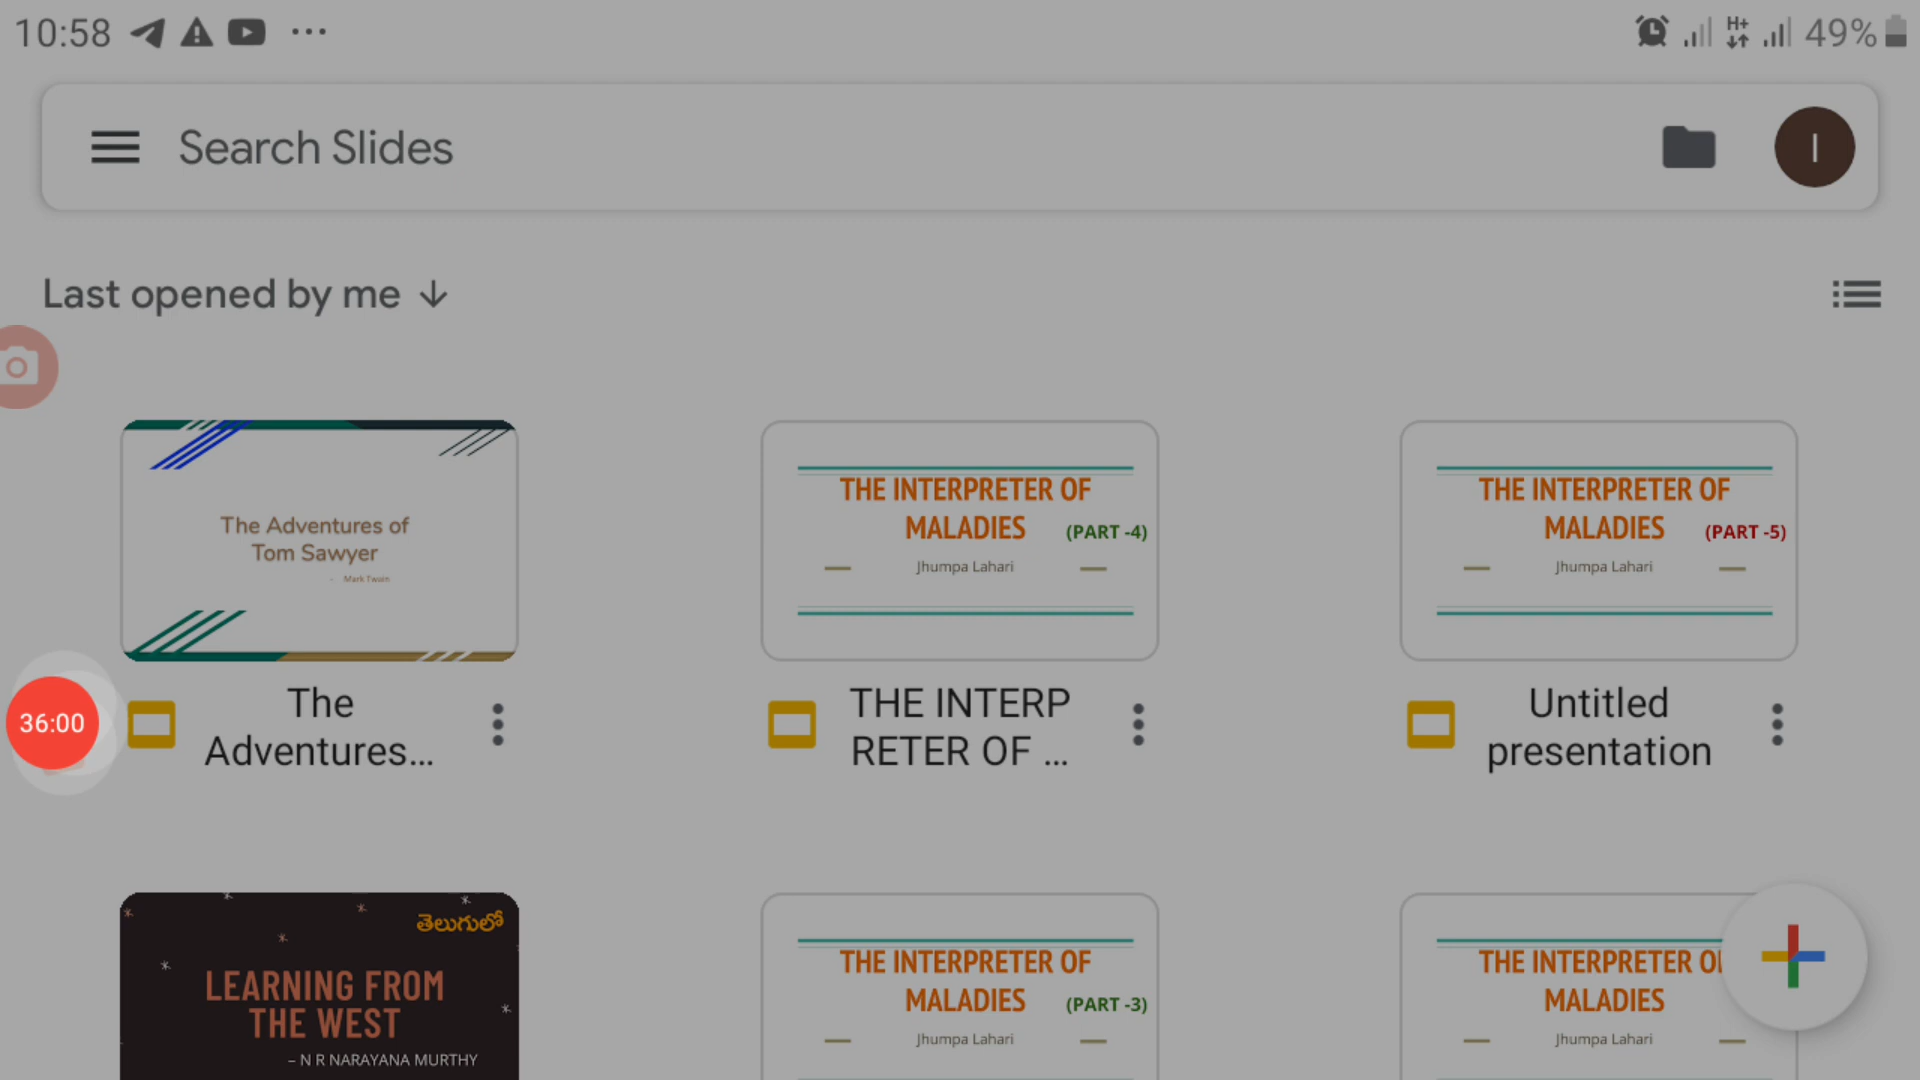 10:58 H+ 49%
Search Slides I
Last opened by me
The Adventures of
Tom Sawyer
- Mark Twain
THE INTERPRETER OF
MALADIES (PART -4)
Jhumpa Lahari
THE INTERPRETER OF
MALADIES (PART -5)
Jhumpa Lahari
36:00
The
Adventures...
THE INTERP
RETER OF ...
Untitled
presentation
తెలుగులో
LEARNING FROM
THE WEST
– N R NARAYANA MURTHY
THE INTERPRETER OF
MALADIES (PART -3)
Jhumpa Lahari
THE INTERPRETER O
MALADIES
Jhumpa Lahari